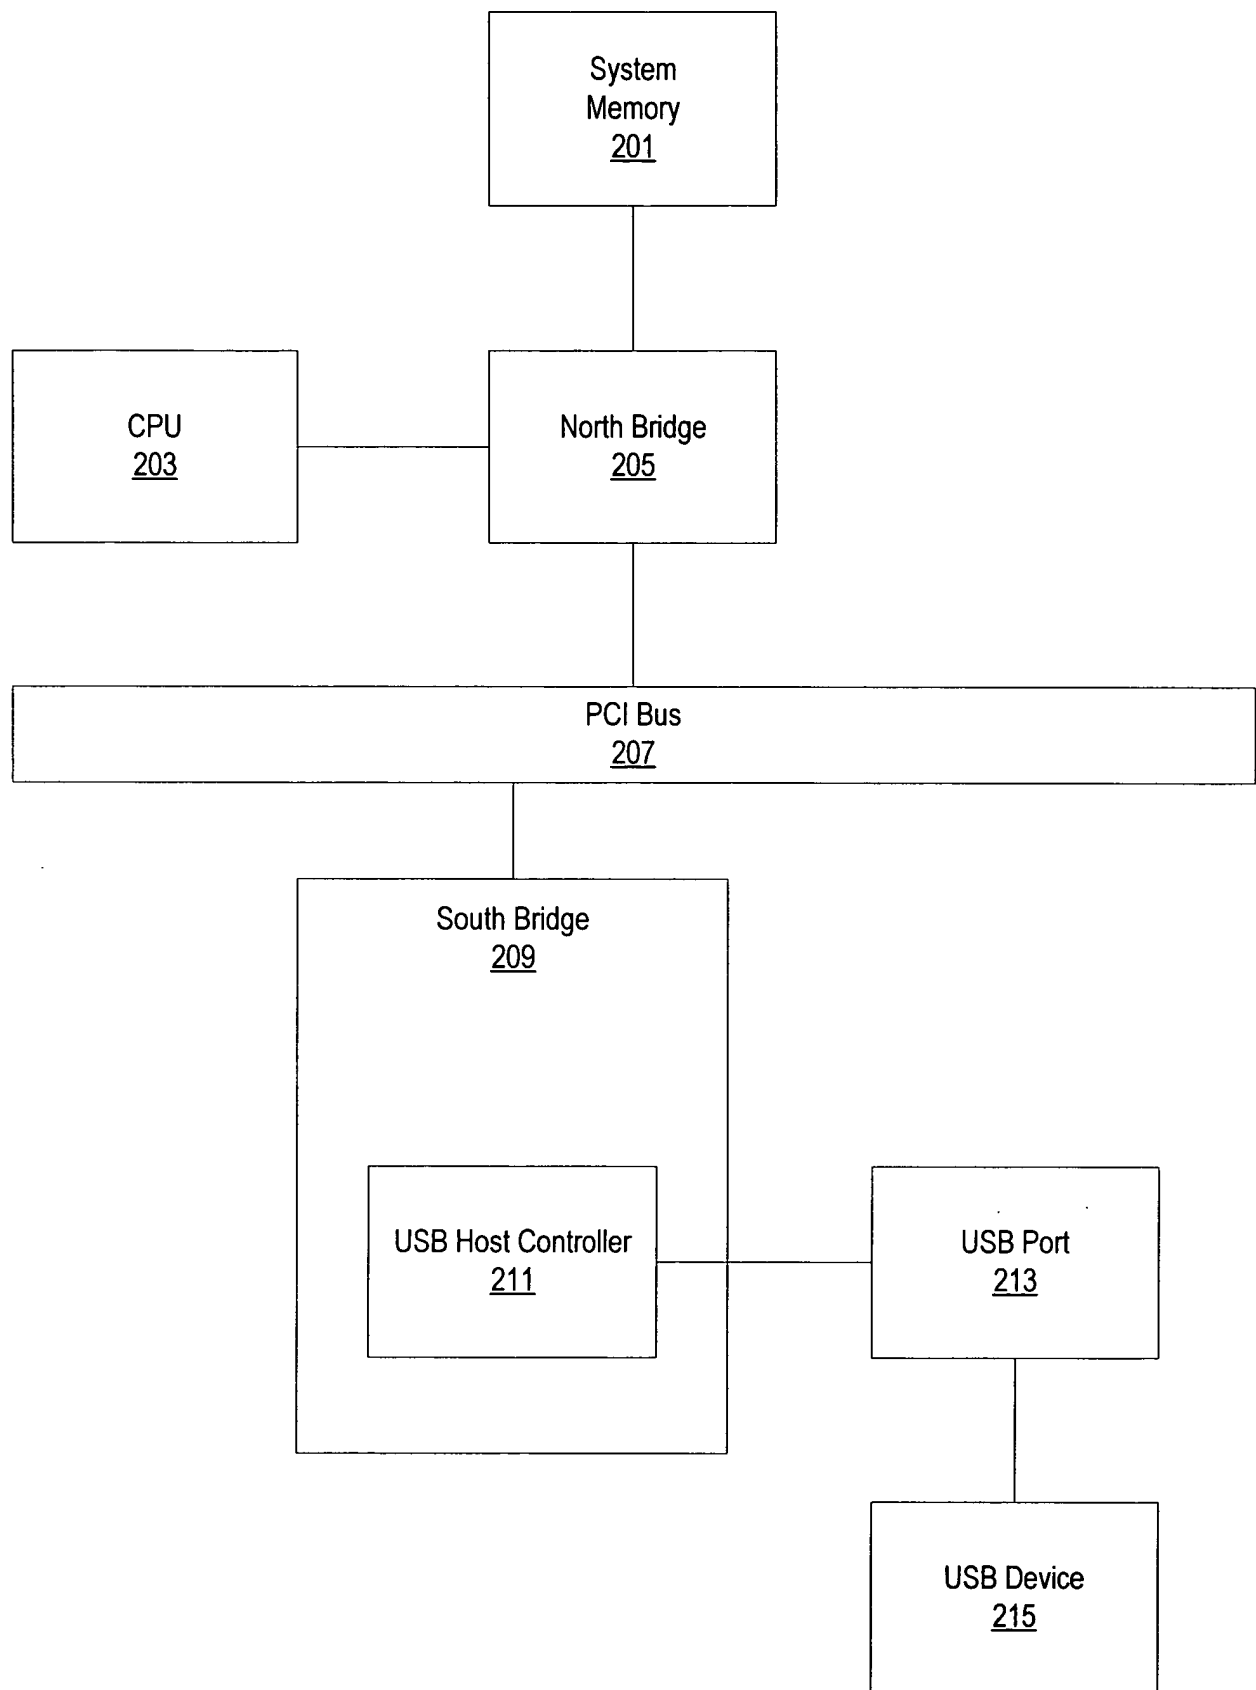 System
Memory
201
CPU
203
North Bridge
205
PCI Bus
207
South Bridge
209
USB Host Controller
211
USB Port
213
USB Device
215